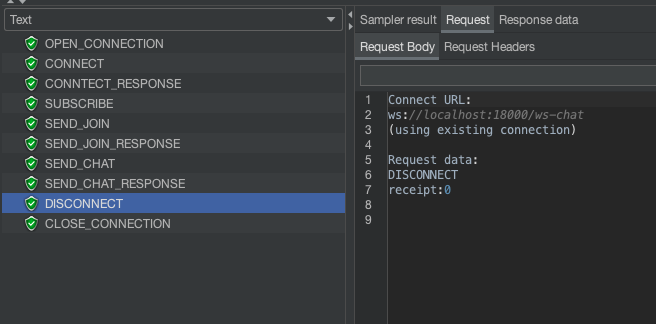 Text
OPEN_CONNECTION
CONNECT
CONNTECT_RESPONSE
SUBSCRIBE
SEND_JOIN
SEND_JOIN_RESPONSE
SEND_CHAT
SEND_CHAT_RESPONSE
DISCONNECT
CLOSE_CONNECTION
Sampler result Request Response data
Request Body Request Headers
1 Connect URL:
2 ws://localhost:18000/ws-chat
3 (using existing connection)
4
5 Request data:
6 DISCONNECT
7 receipt:0
8
9